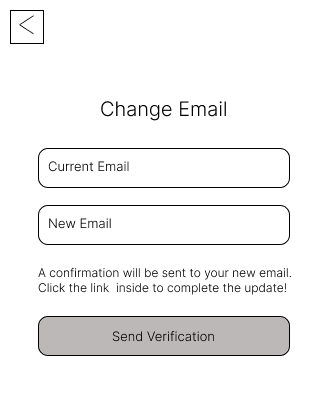 Change Email
Current Email
New Email
A confirmation will be sent to your new email.
Click the link  inside to complete the update!
Send Verification